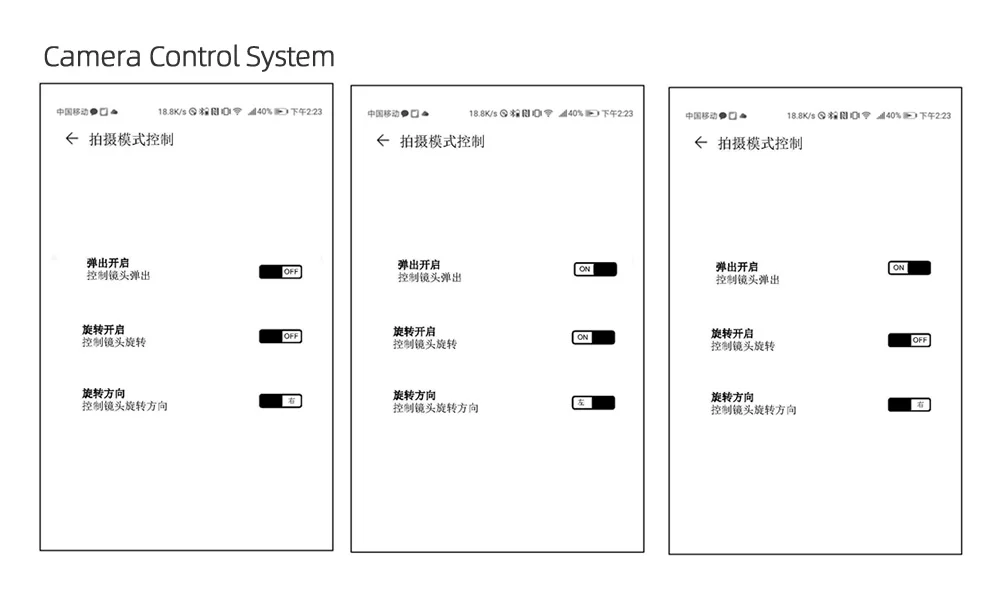 Camera Control System
中国移动 18.8K/s 40% 下午2:23
拍摄模式控制
弹出开启
控制镜头弹出
OFF
旋转开启
控制镜头旋转
OFF
旋转方向
控制镜头旋转方向
右
中国移动 18.8K/s 40% 下午2:23
拍摄模式控制
弹出开启
控制镜头弹出
ON
旋转开启
控制镜头旋转
ON
旋转方向
控制镜头旋转方向
左
中国移动 18.8K/s 40% 下午2:23
拍摄模式控制
弹出开启
控制镜头弹出
ON
旋转开启
控制镜头旋转
OFF
旋转方向
控制镜头旋转方向
右